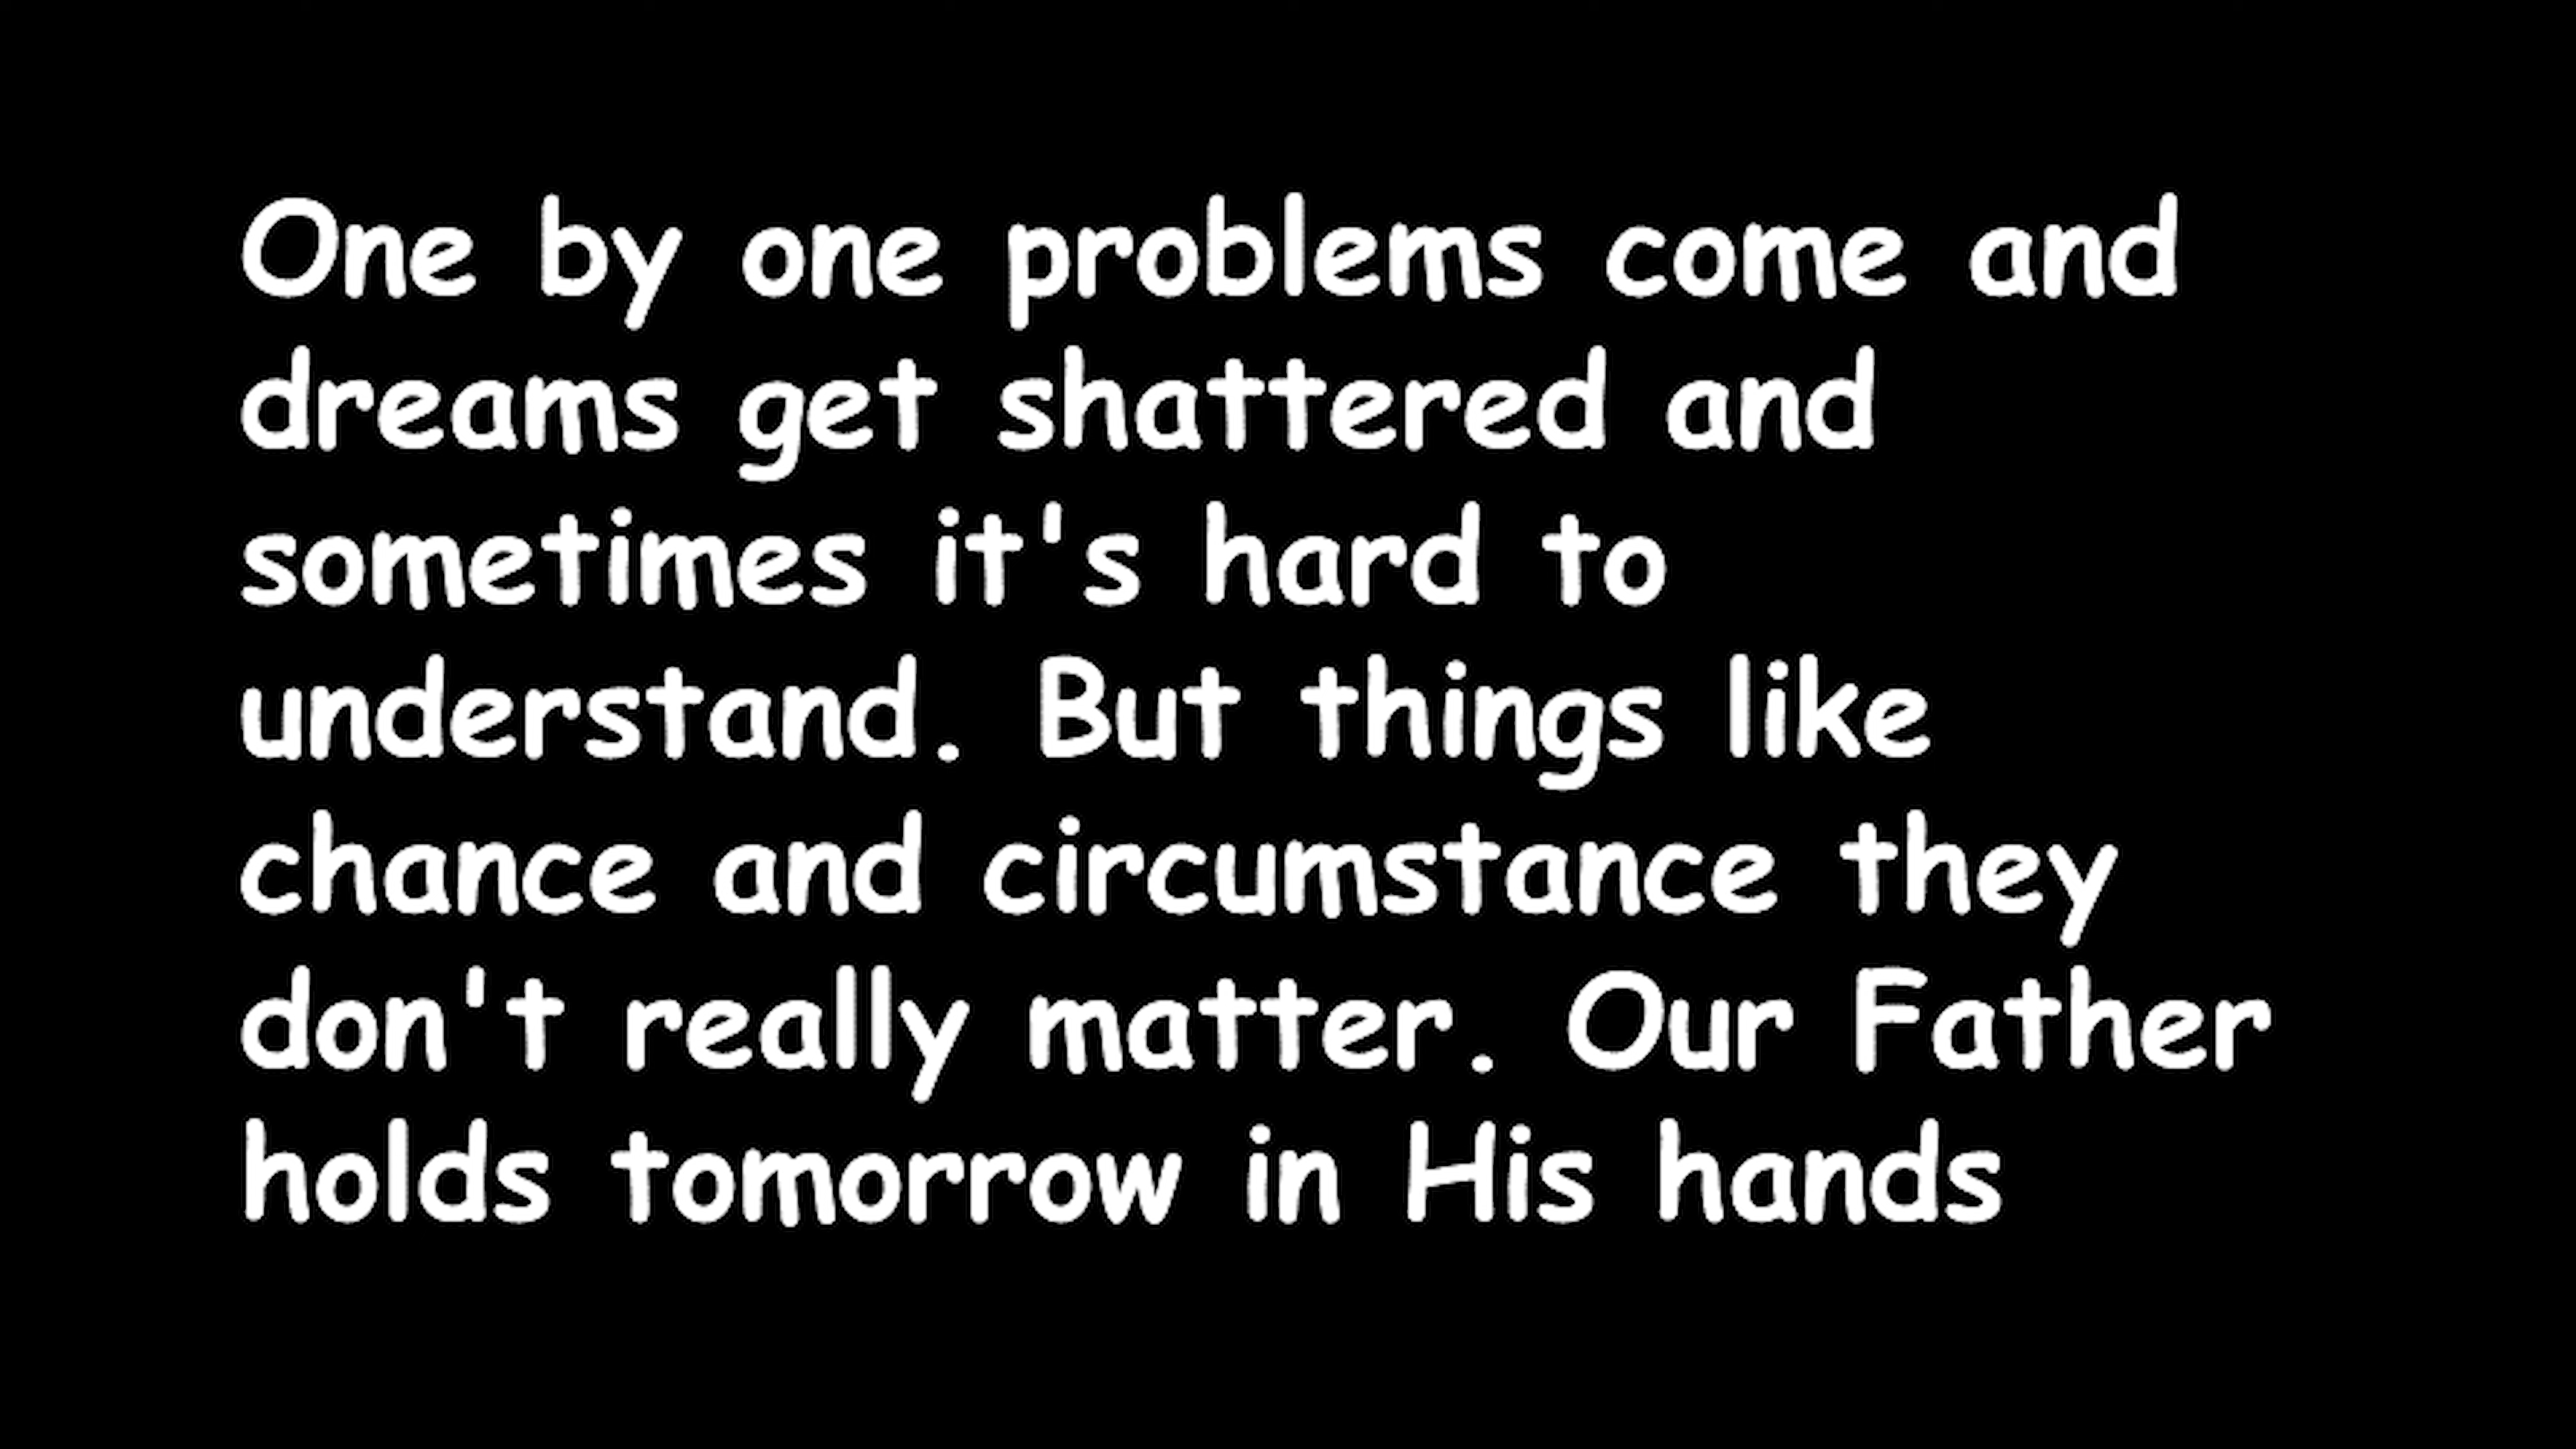 One by one problems come and
dreams get shattered and
sometimes it's hard to
understand. But things like
chance and circumstance they
don't really matter. Our Father
holds tomorrow in His hands